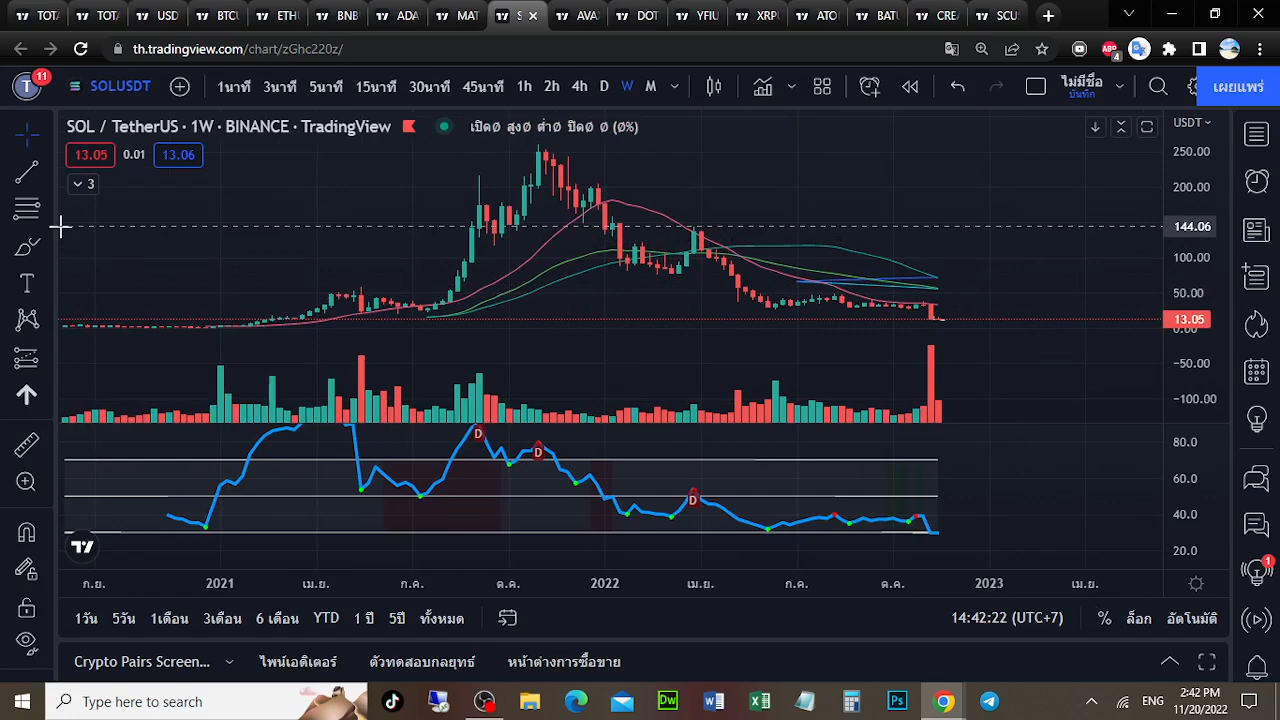 TOTA
TOT
USD
BTCU
ETH
BNB
ADA
MAT
S
AVA
DOT
YFIU
XRP
ATO
BATU
CRE
SCU
th.tradingview.com/chart/zGhc220z/
4
T
11
SOLUSDT
1นาที
3นาที
5นาที
15นาที
30นาที
45นาที
1h
2h
4h
D
W
M
ไม่มีชื่อ
บันทึก
เผยแพร่
SOL / TetherUS · 1W · BINANCE · TradingView
เปิด∅ สูง∅ ต่ำ∅ ปิด∅ ∅ (∅%)
USDT
13.05
0.01
13.06
3
250.00
200.00
144.06
100.00
50.00
13.05
0.00
−50.00
−100.00
D
D
D
80.0
60.0
40.0
20.0
ก.ย.
2021
เม.ย.
ก.ค.
ต.ค.
2022
เม.ย.
ก.ค.
ต.ค.
2023
เม.ย.
1
1วัน
5วัน
1เดือน
3เดือน
6 เดือน
YTD
1 ปี
5ปี
ทั้งหมด
14:42:22 (UTC+7)
%
ล็อก
อัตโนมัติ
Crypto Pairs Screen...
ไพน์เอดิเตอร์
ตัวทดสอบกลยุทธ์
หน้าต่างการซื้อขาย
Type here to search
Dw
W
X
Ps
ENG
2:42 PM
11/20/2022